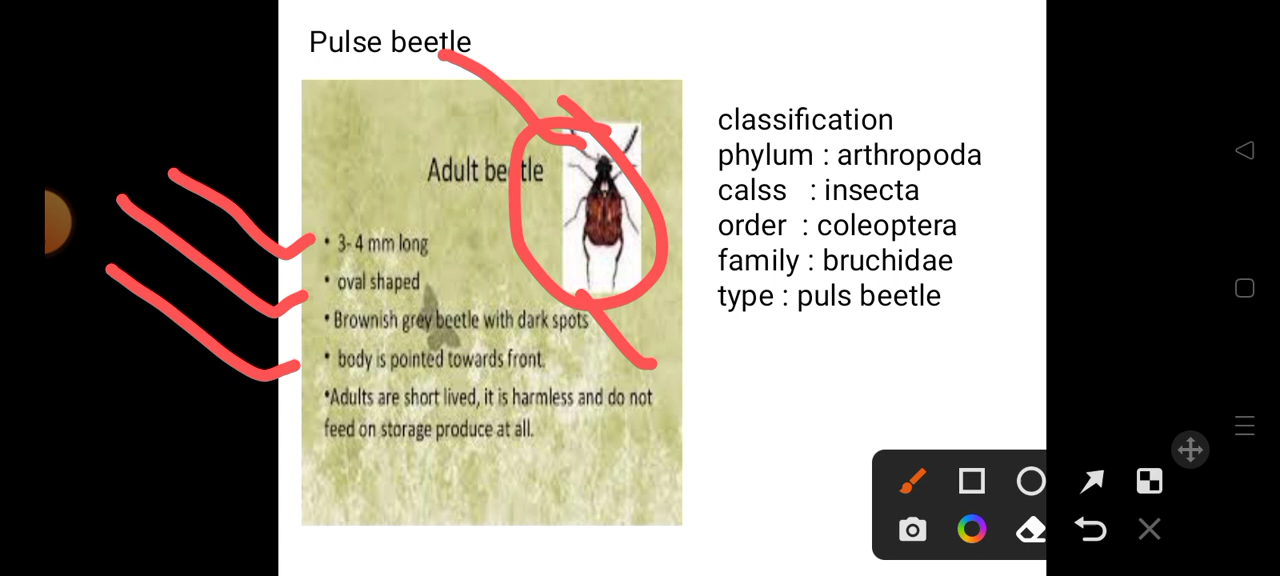 Pulse beetle
Adult beetle
• 3-4 mm long
• oval shaped
• Brownish grey beetle with dark spots
• body is pointed towards front.
•Adults are short lived, it is harmless and do not
feed on storage produce at all.
classification
phylum : arthropoda
calss : insecta
order : coleoptera
family : bruchidae
type : puls beetle